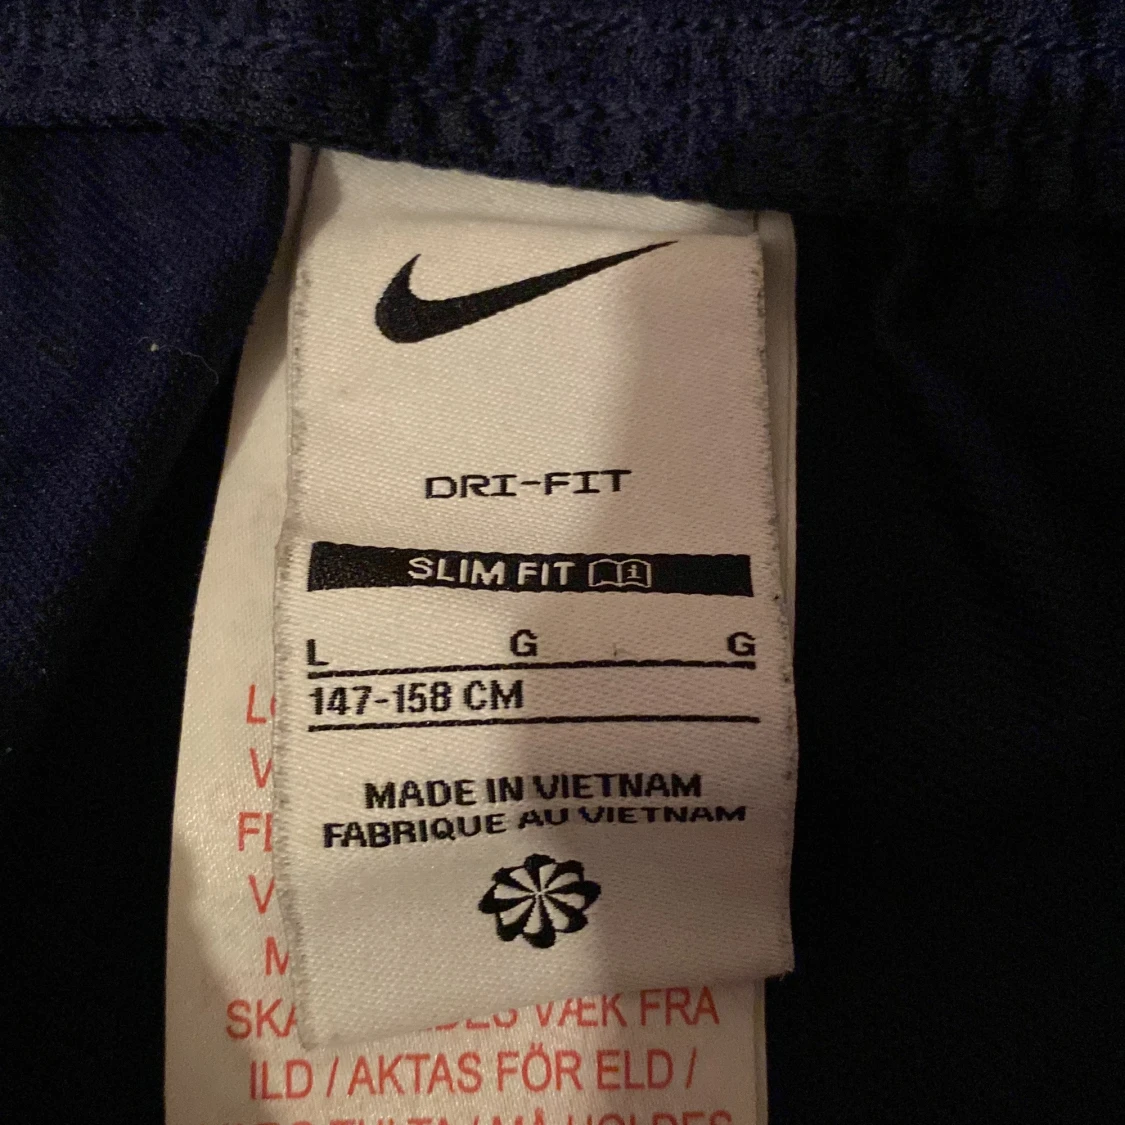 DRI-FIT
SLIM FIT
L G G
147-158 CM
MADE IN VIETNAM
FABRIQUE AU VIETNAM
VÆK FRA
ILD / AKTAS FÖR ELD /